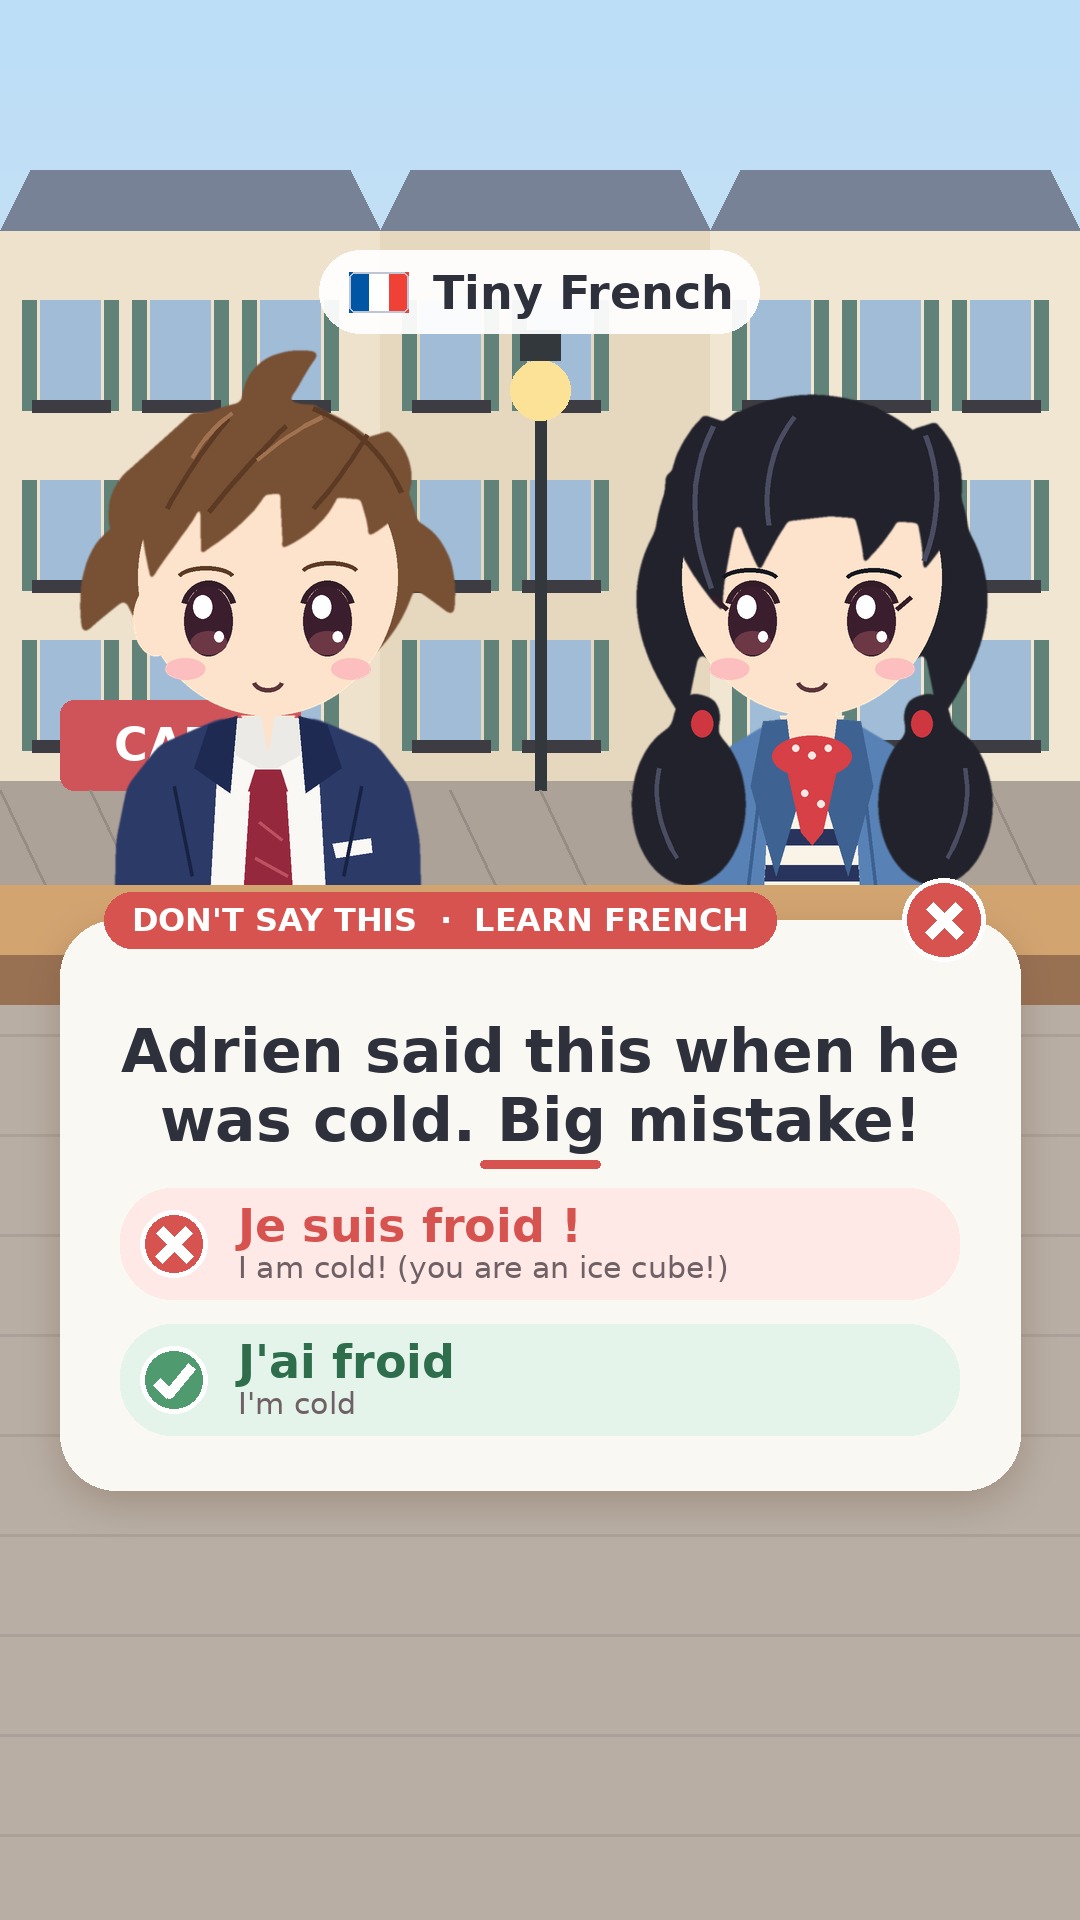 Tiny French
DON'T SAY THIS · LEARN FRENCH
Adrien said this when he
was cold. Big mistake!
Je suis froid !
I am cold! (you are an ice cube!)
J'ai froid
I'm cold